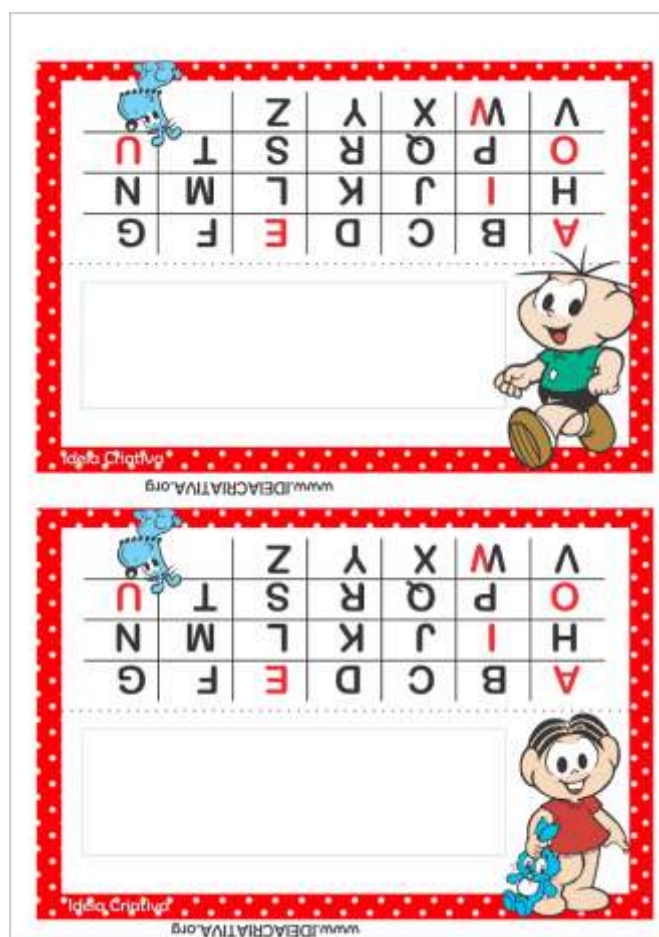 A B C D E F G
H I J K L M N
O P Q R S T U
V W X Y Z
Ideia Criativa
www.IDEIACRIATIVA.org
A B C D E F G
H I J K L M N
O P Q R S T U
V W X Y Z
Ideia Criativa
www.IDEIACRIATIVA.org